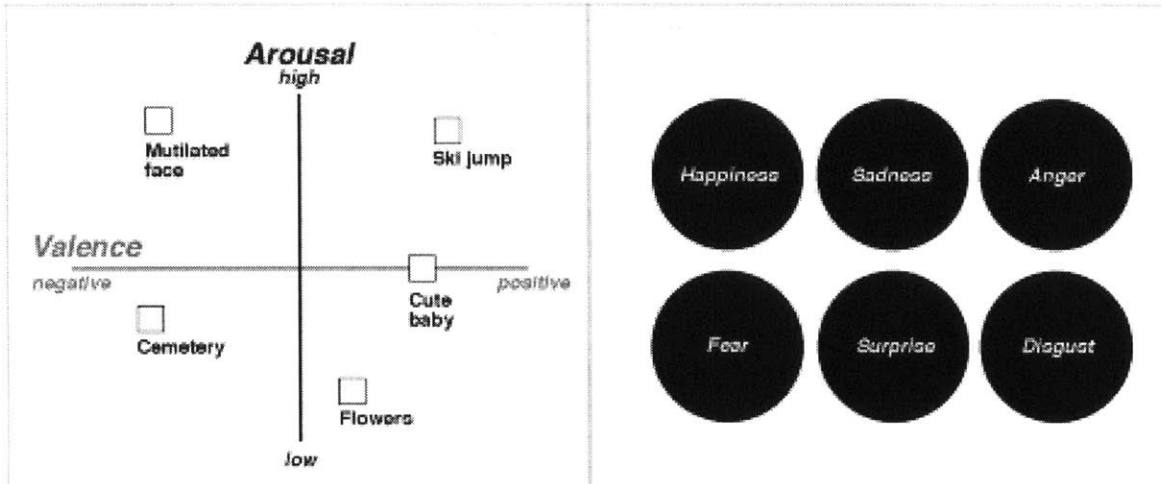 Arousal
high
Mutilated
face
Ski jump
Valence
negative
positive
Cute
baby
Cemetery
Flowers
low
Happiness
Sadness
Anger
Fear
Surprise
Disgust